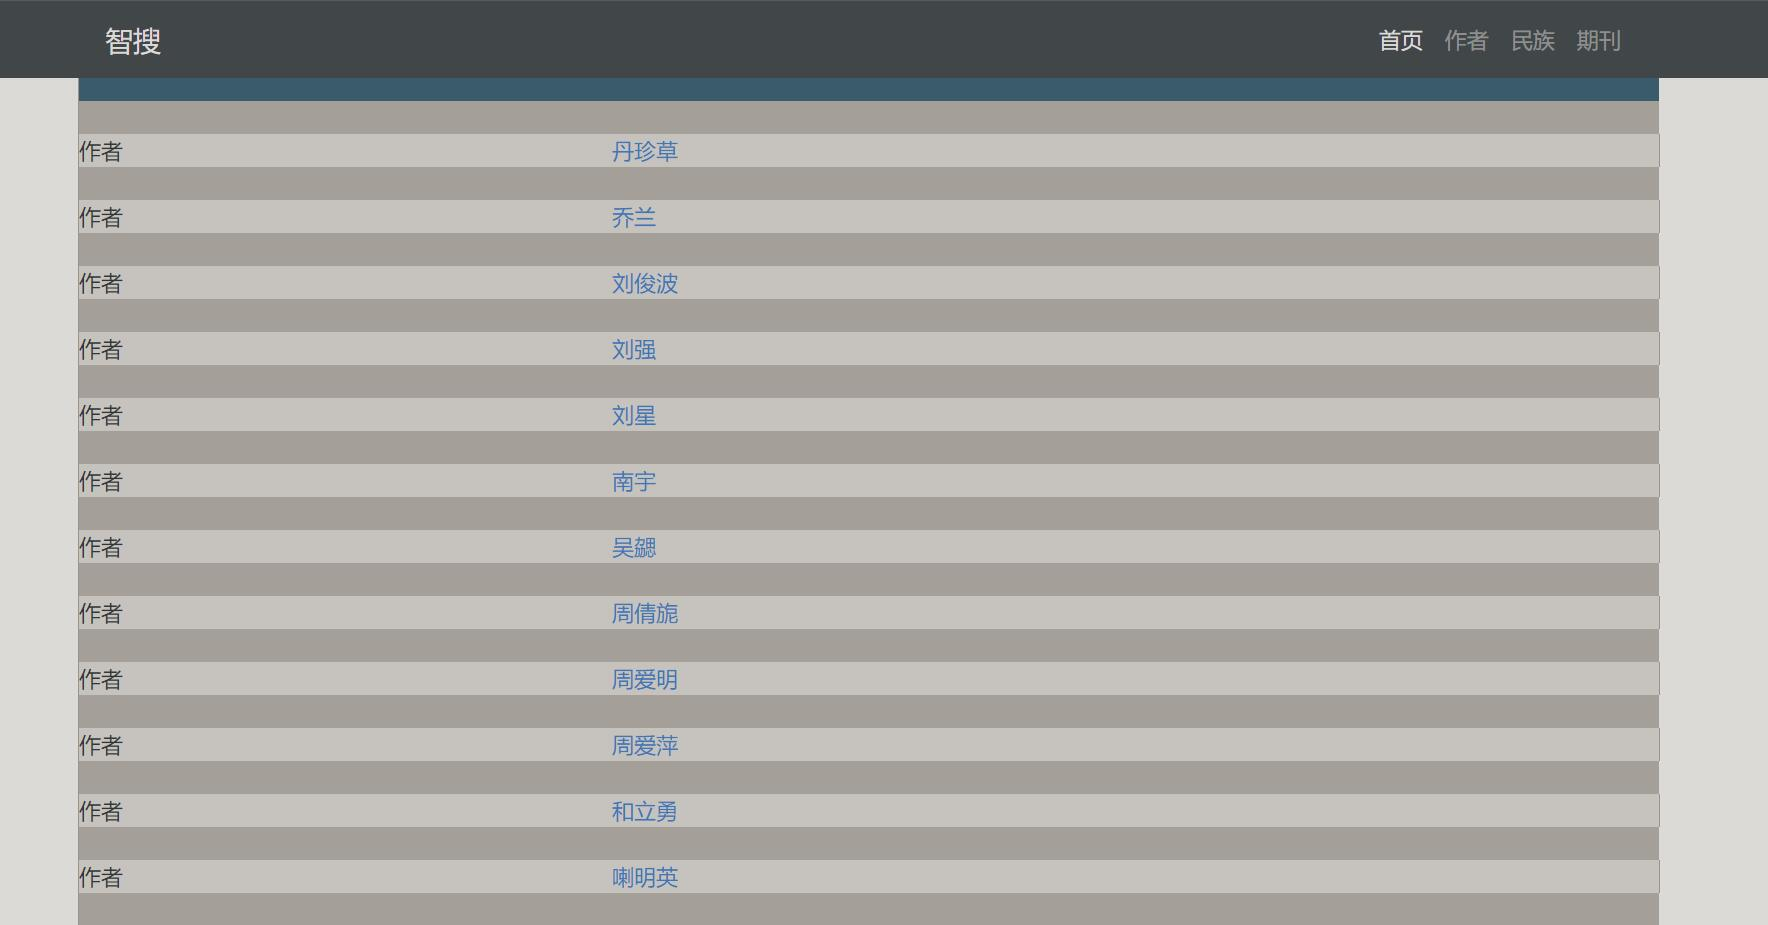 智搜 首页 作者 民族 期刊
作者 丹珍草
作者 乔兰
作者 刘俊波
作者 刘强
作者 刘星
作者 南宇
作者 吴勰
作者 周倩旎
作者 周爱明
作者 周爱萍
作者 和立勇
作者 喇明英